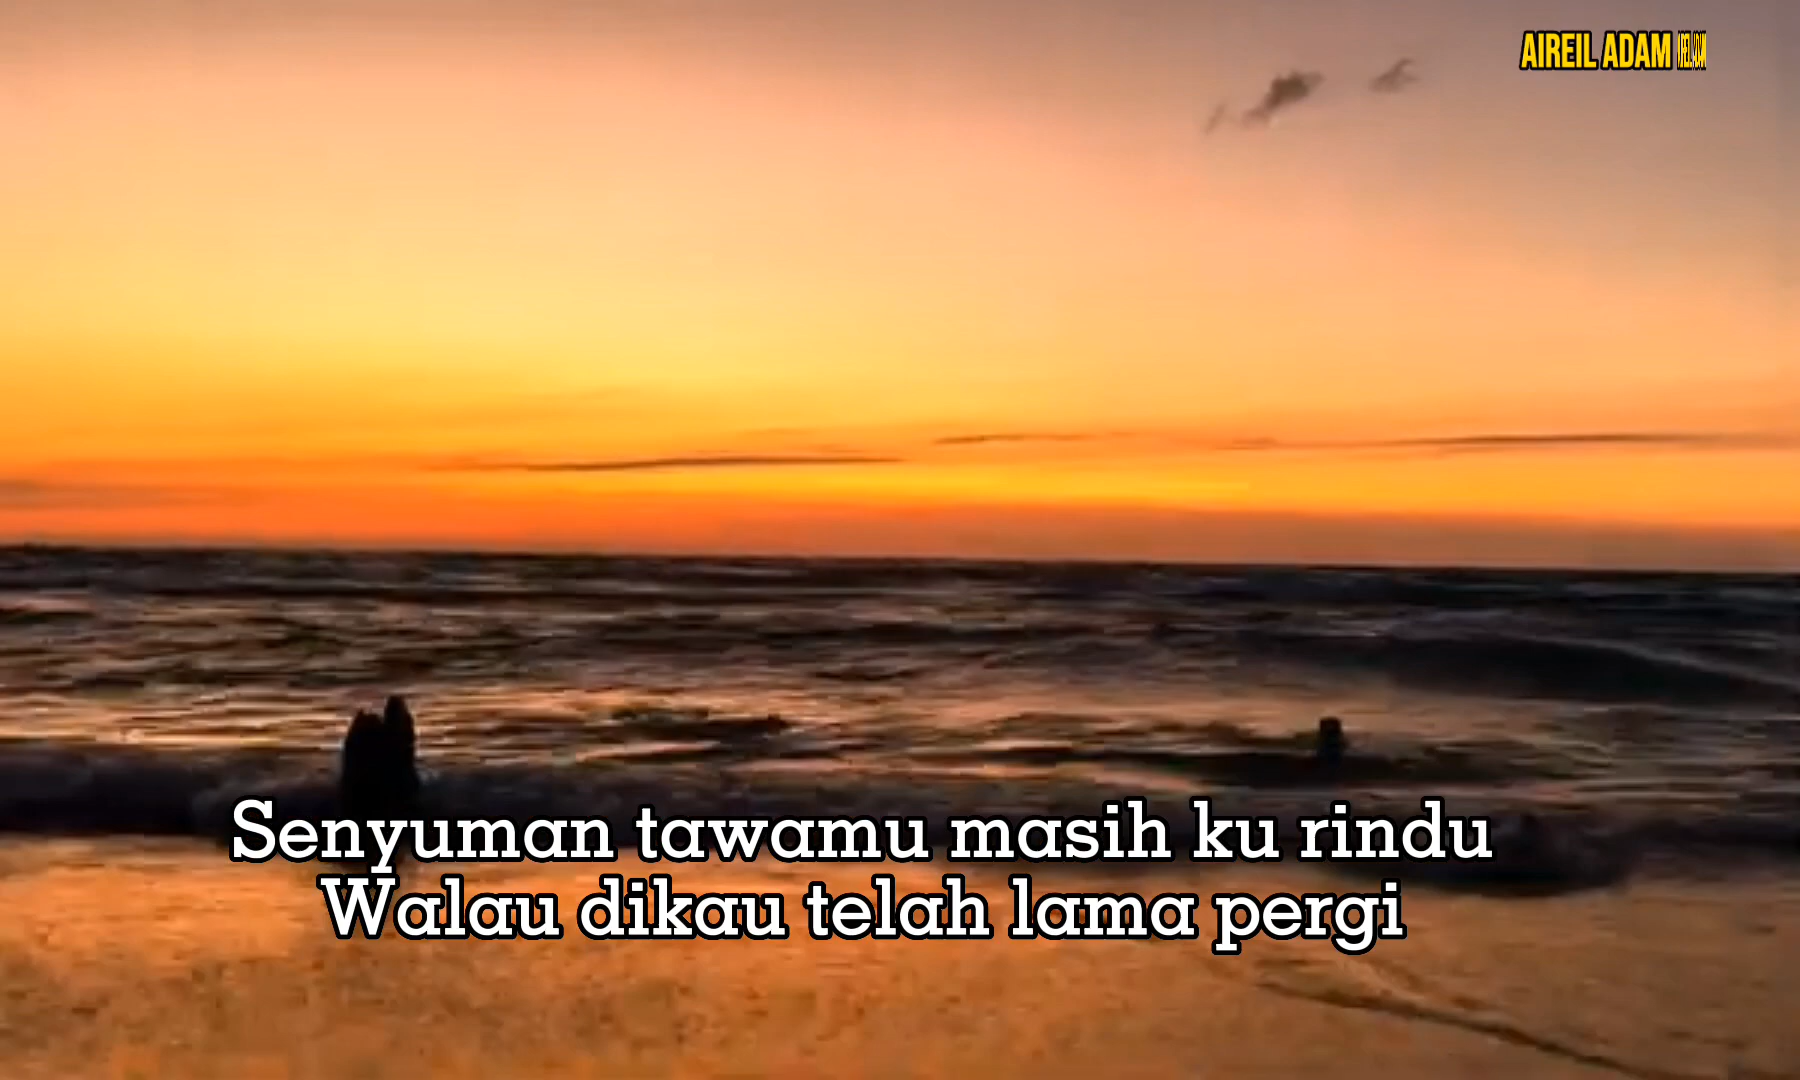 AIREIL ADAM
Senyuman tawamu masih ku rindu
Walau dikau telah lama pergi